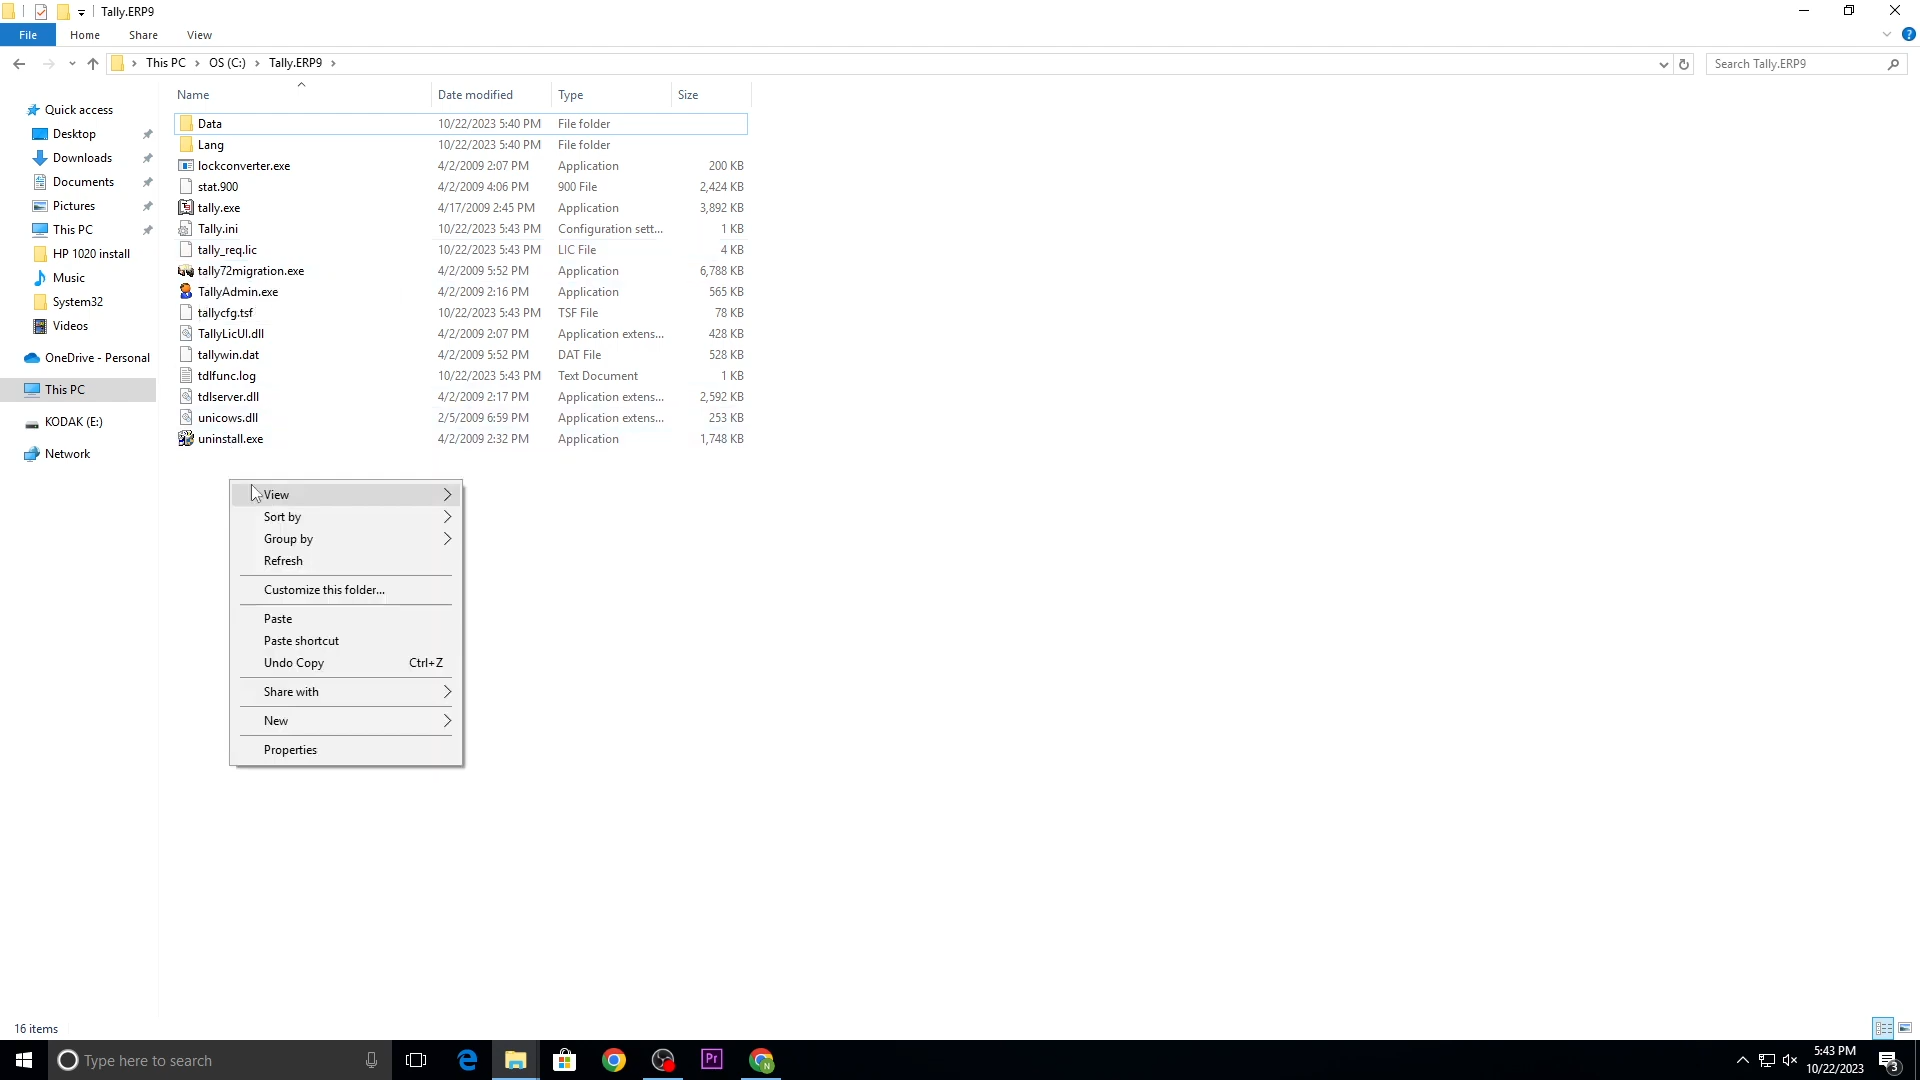 Tally.ERP9
File Home Share View
This PC OS (C:) Tally.ERP9 Search Tally.ERP9
Name Date modified Type Size
Quick access
Desktop
Downloads
Documents
Pictures
This PC
HP 1020 install
Music
System32
Videos
OneDrive - Personal
This PC
KODAK (E:)
Network
Data 10/22/2023 5:40 PM File folder
Lang 10/22/2023 5:40 PM File folder
lockconverter.exe 4/2/2009 2:07 PM Application 200 KB
stat.900 4/2/2009 4:06 PM 900 File 2,424 KB
tally.exe 4/17/2009 2:45 PM Application 3,892 KB
Tally.ini 10/22/2023 5:43 PM Configuration sett... 1 KB
tally_req.lic 10/22/2023 5:43 PM LIC File 4 KB
tally72migration.exe 4/2/2009 5:52 PM Application 6,788 KB
TallyAdmin.exe 4/2/2009 2:16 PM Application 565 KB
tallycfg.tsf 10/22/2023 5:43 PM TSF File 78 KB
TallyLicUI.dll 4/2/2009 2:07 PM Application extens... 428 KB
tallywin.dat 4/2/2009 5:52 PM DAT File 528 KB
tdlfunc.log 10/22/2023 5:43 PM Text Document 1 KB
tdlserver.dll 4/2/2009 2:17 PM Application extens... 2,592 KB
unicows.dll 2/5/2009 6:59 PM Application extens... 253 KB
uninstall.exe 4/2/2009 2:32 PM Application 1,748 KB
View
Sort by
Group by
Refresh
Customize this folder...
Paste
Paste shortcut
Undo Copy Ctrl+Z
Share with
New
Properties
16 items
Type here to search
Pr
N
5:43 PM
10/22/2023
3